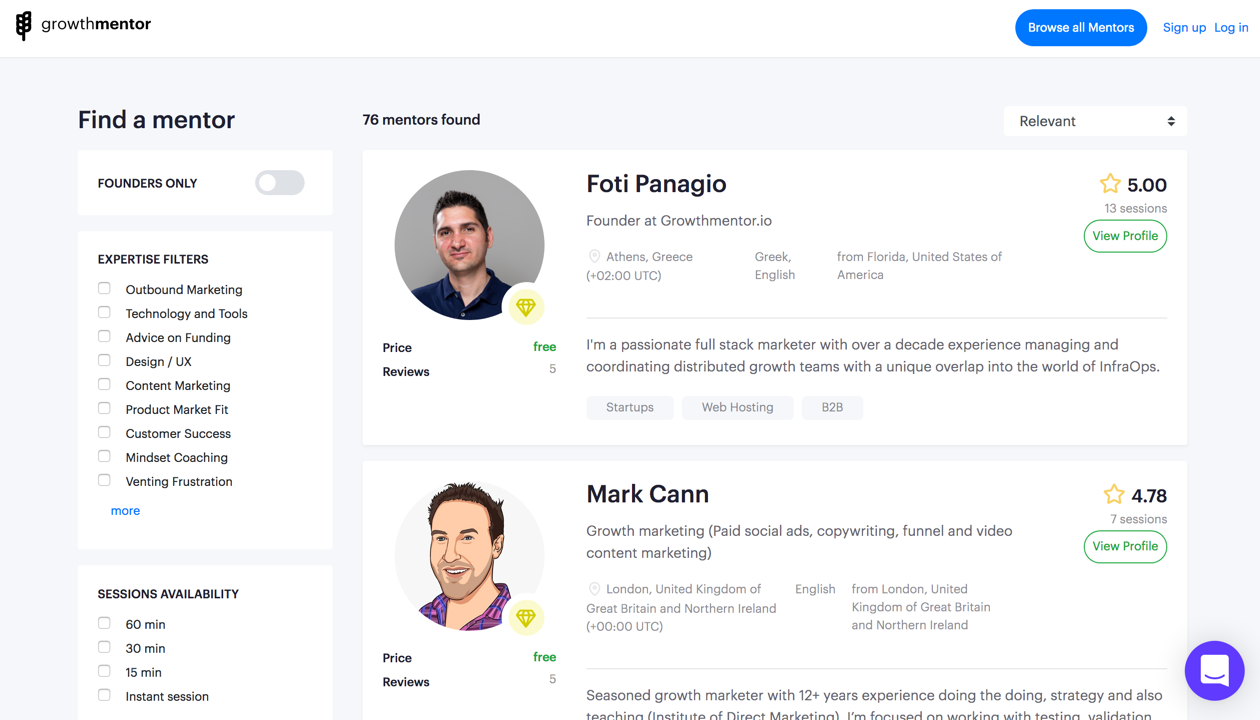 growthmentor
Browse all Mentors
Sign up
Log in
Find a mentor
76 mentors found
Relevant
FOUNDERS ONLY
EXPERTISE FILTERS
Outbound Marketing
Technology and Tools
Advice on Funding
Design / UX
Content Marketing
Product Market Fit
Customer Success
Mindset Coaching
Venting Frustration
more
SESSIONS AVAILABILITY
60 min
30 min
15 min
Instant session
Foti Panagio
Founder at Growthmentor.io
Athens, Greece
(+02:00 UTC)
Greek,
English
from Florida, United States of
America
5.00
13 sessions
View Profile
Price
free
Reviews
5
I'm a passionate full stack marketer with over a decade experience managing and
coordinating distributed growth teams with a unique overlap into the world of InfraOps.
Startups
Web Hosting
B2B
Mark Cann
Growth marketing (Paid social ads, copywriting, funnel and video
content marketing)
London, United Kingdom of
Great Britain and Northern Ireland
(+00:00 UTC)
English
from London, United
Kingdom of Great Britain
and Northern Ireland
4.78
7 sessions
View Profile
Price
free
Reviews
5
Seasoned growth marketer with 12+ years experience doing the doing, strategy and also
teaching (Institute of Direct Marketing). I'm focused on working with testing, validation,